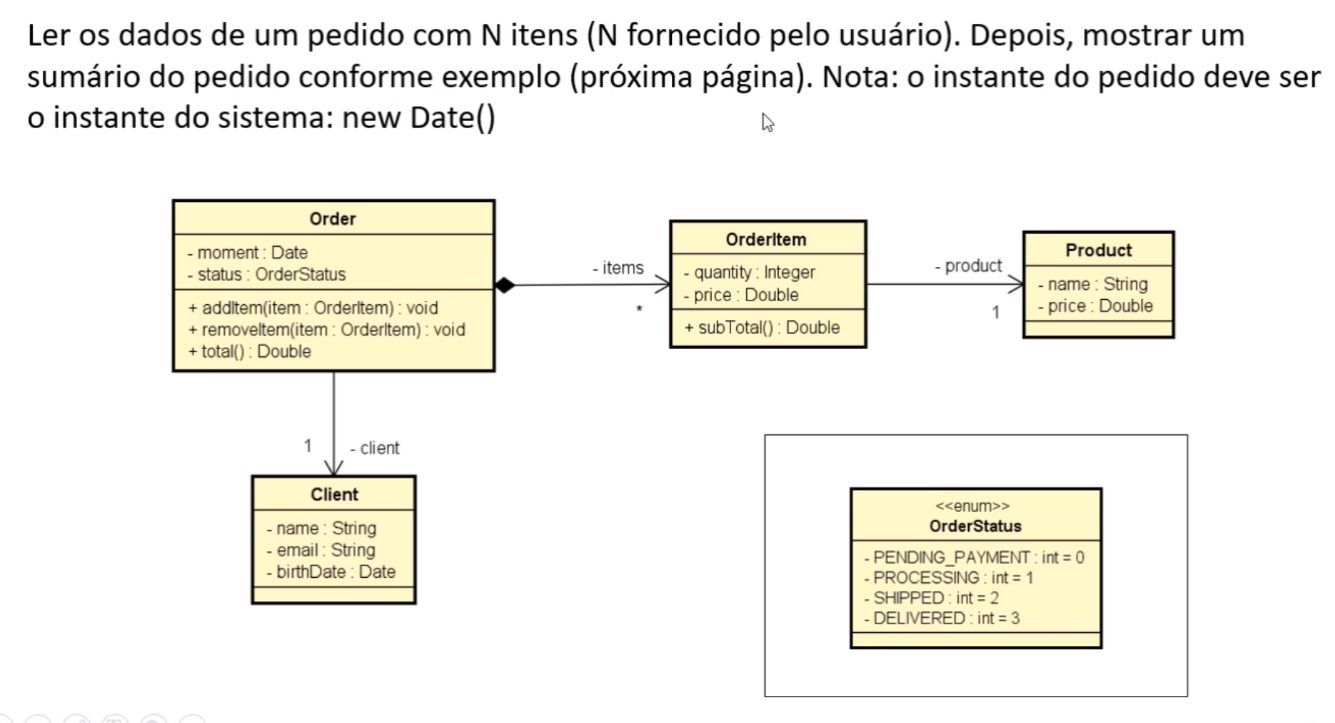 Ler os dados de um pedido com N itens (N fornecido pelo usuário). Depois, mostrar um
sumário do pedido conforme exemplo (próxima página). Nota: o instante do pedido deve ser
o instante do sistema: new Date()
Order
- moment : Date
- status : OrderStatus
+ addItem(item : OrderItem) : void
+ removeItem(item : OrderItem) : void
+ total() : Double
- items
*
OrderItem
- quantity : Integer
- price : Double
+ subTotal() : Double
- product
1
Product
- name : String
- price : Double
1
- client
Client
- name : String
- email : String
- birthDate : Date
<<enum>>
OrderStatus
- PENDING_PAYMENT : int = 0
- PROCESSING : int = 1
- SHIPPED : int = 2
- DELIVERED : int = 3